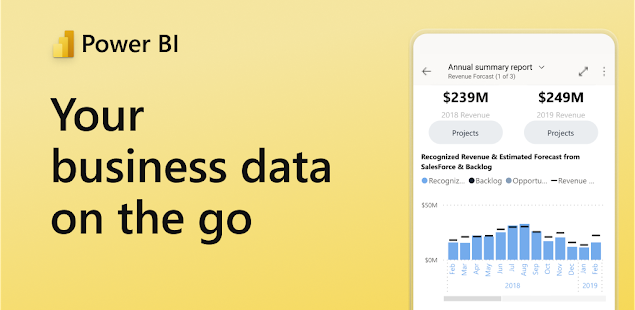 Power BI
Your
business data
on the go
Annual summary report
Revenue Forcast (1 of 3)
$239M $249M
2018 Revenue 2019 Revenue
Projects Projects
Recognized Revenue & Estimated Forecast from
SalesForce & Backlog
Recogniz... Backlog Opportu... Revenue ...
$50M
$0M
Feb Mar Apr May Jun Jul Aug Sep Oct Nov Dec Jan Feb
2018 2019